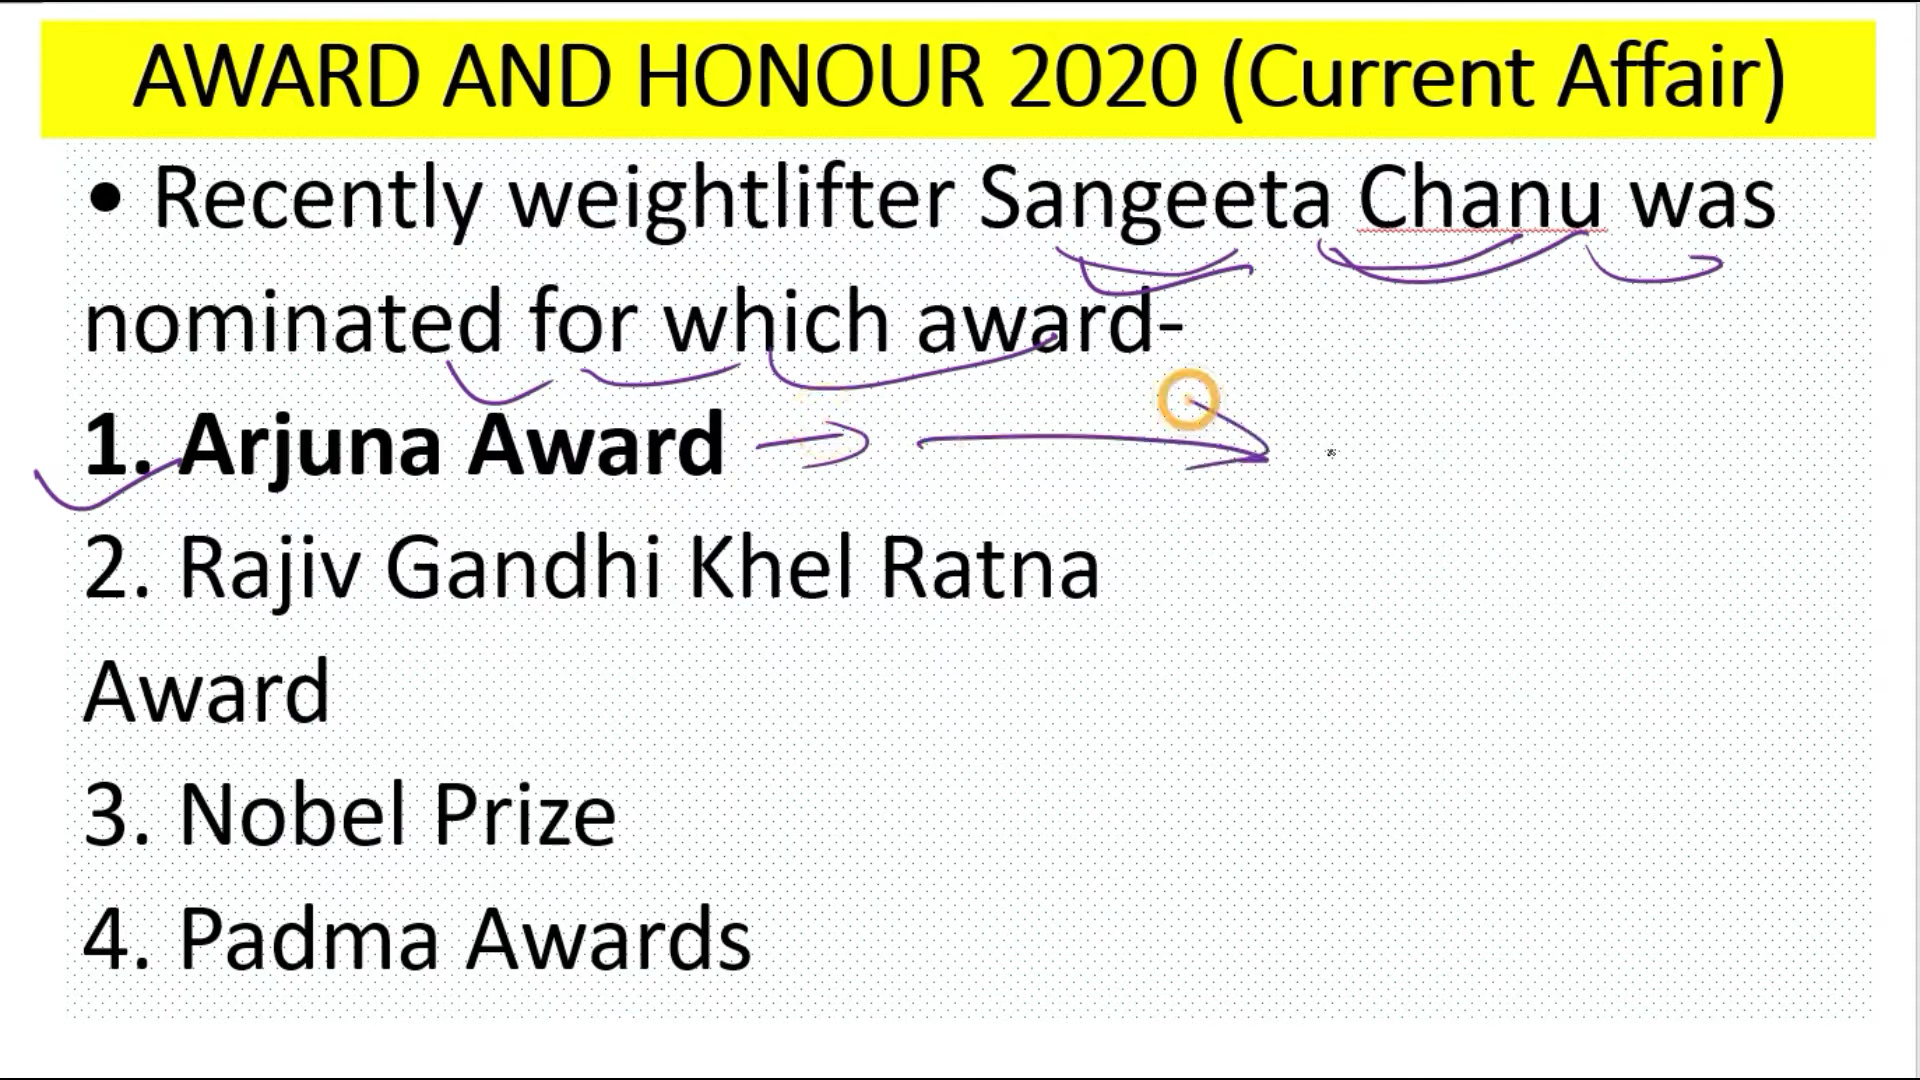 AWARD AND HONOUR 2020 (Current Affair)
• Recently weightlifter Sangeeta Chanu was
nominated for which award-
1. Arjuna Award
2. Rajiv Gandhi Khel Ratna
Award
3. Nobel Prize
4. Padma Awards